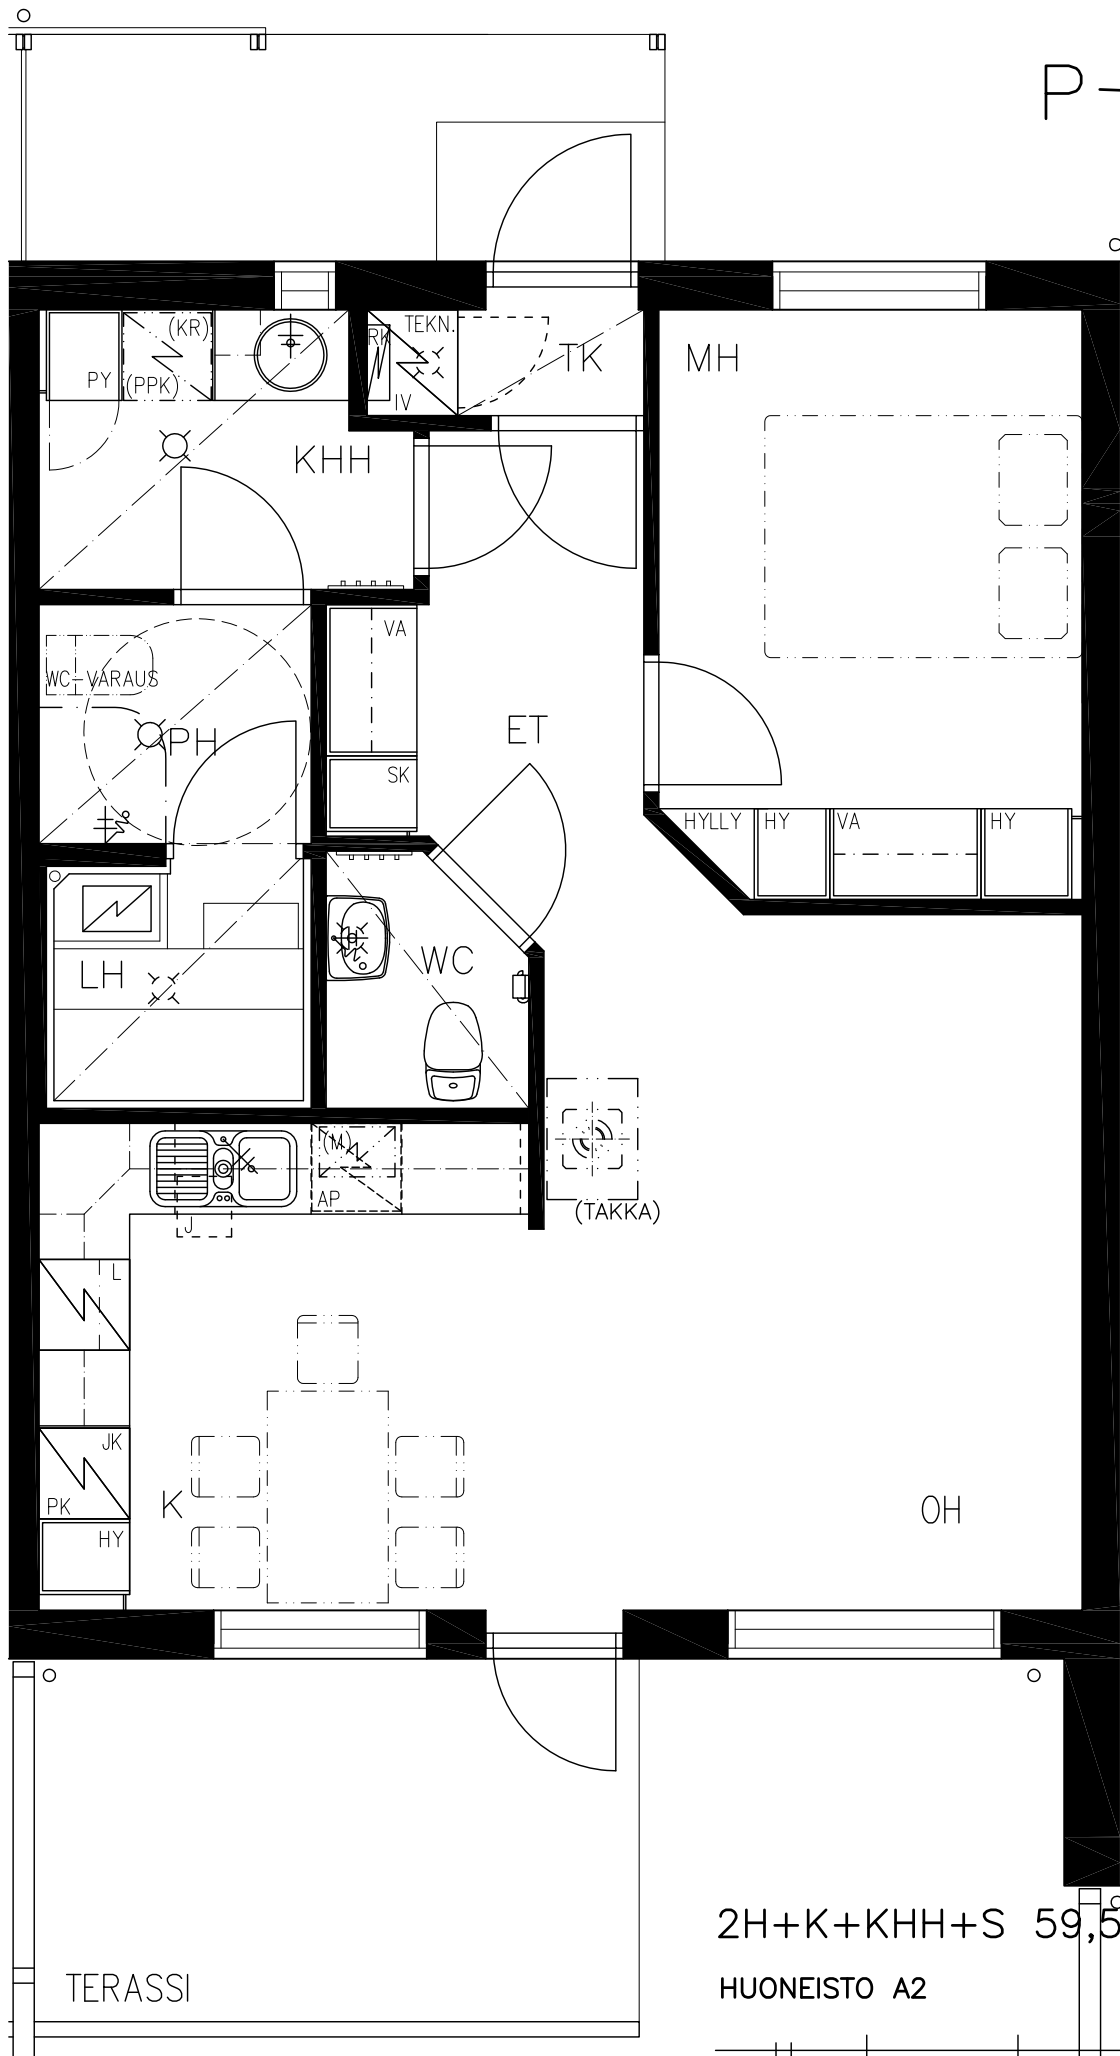 P-
(KR)
TEKN.
RK
TK
MH
PY
(PPK)
IV
KHH
VA
WC-VARAUS
PH
ET
SK
HYLLY
HY
VA
HY
LH
WC
(M)
AP
(TAKKA)
J
L
JK
PK
K
OH
HY
2H+K+KHH+S 59,5
TERASSI
HUONEISTO A2